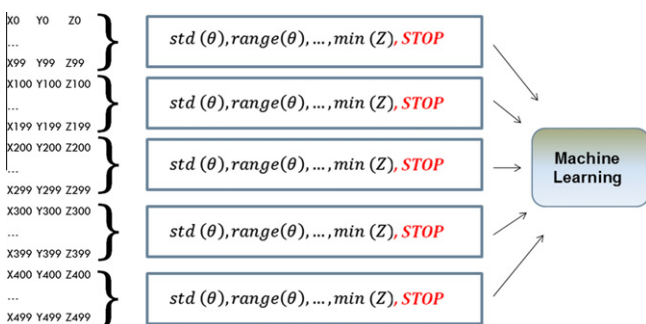 X0 Y0 Z0
...
X99 Y99 Z99
std (θ), range(θ), ..., min (Z), STOP
X100 Y100 Z100
...
X199 Y199 Z199
std (θ), range(θ), ..., min (Z), STOP
X200 Y200 Z200
...
X299 Y299 Z299
std (θ), range(θ), ..., min (Z), STOP
X300 Y300 Z300
...
X399 Y399 Z399
std (θ), range(θ), ..., min (Z), STOP
X400 Y400 Z400
...
X499 Y499 Z499
std (θ), range(θ), ..., min (Z), STOP
Machine
Learning